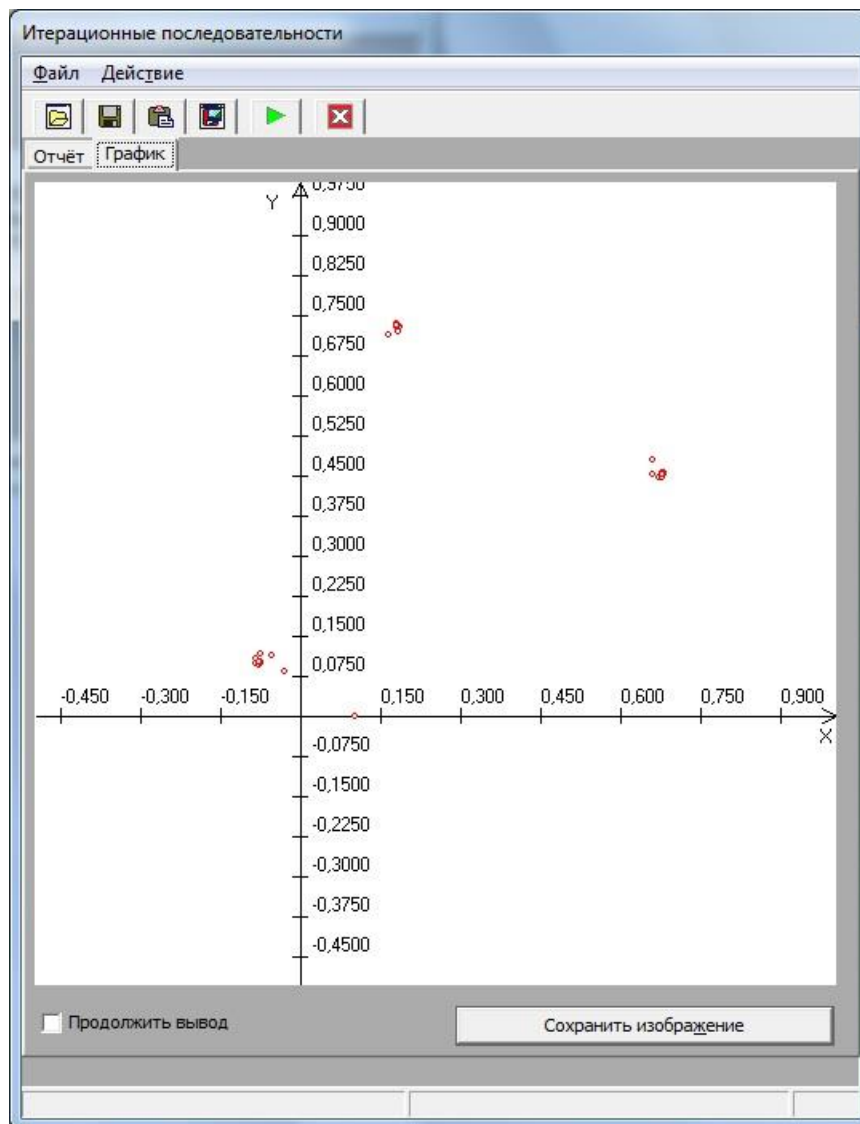 Итерационные последовательности
Файл Действие
Отчёт График
Y
0,9750
0,9000
0,8250
0,7500
0,6750
0,6000
0,5250
0,4500
0,3750
0,3000
0,2250
0,1500
0,0750
-0,450 -0,300 -0,150 0,150 0,300 0,450 0,600 0,750 0,900
X
-0,0750
-0,1500
-0,2250
-0,3000
-0,3750
-0,4500
Продолжить вывод Сохранить изображение